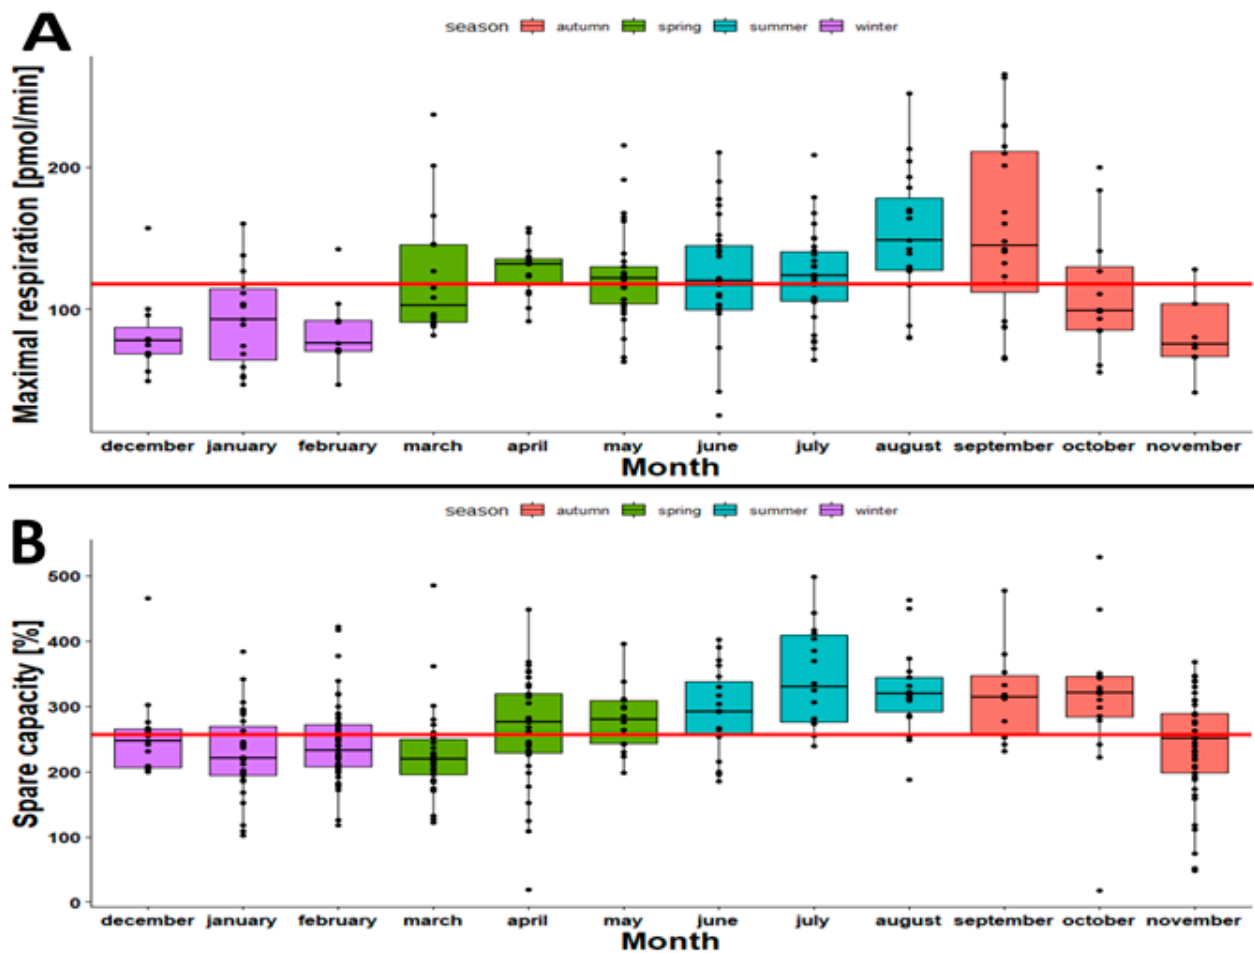 A
season autumn spring summer winter
Maximal respiration [pmol/min]
200
100
december january february march april may june july august september october november
Month
B
season autumn spring summer winter
Spare capacity [%]
500
400
300
200
100
0
december january february march april may june july august september october november
Month